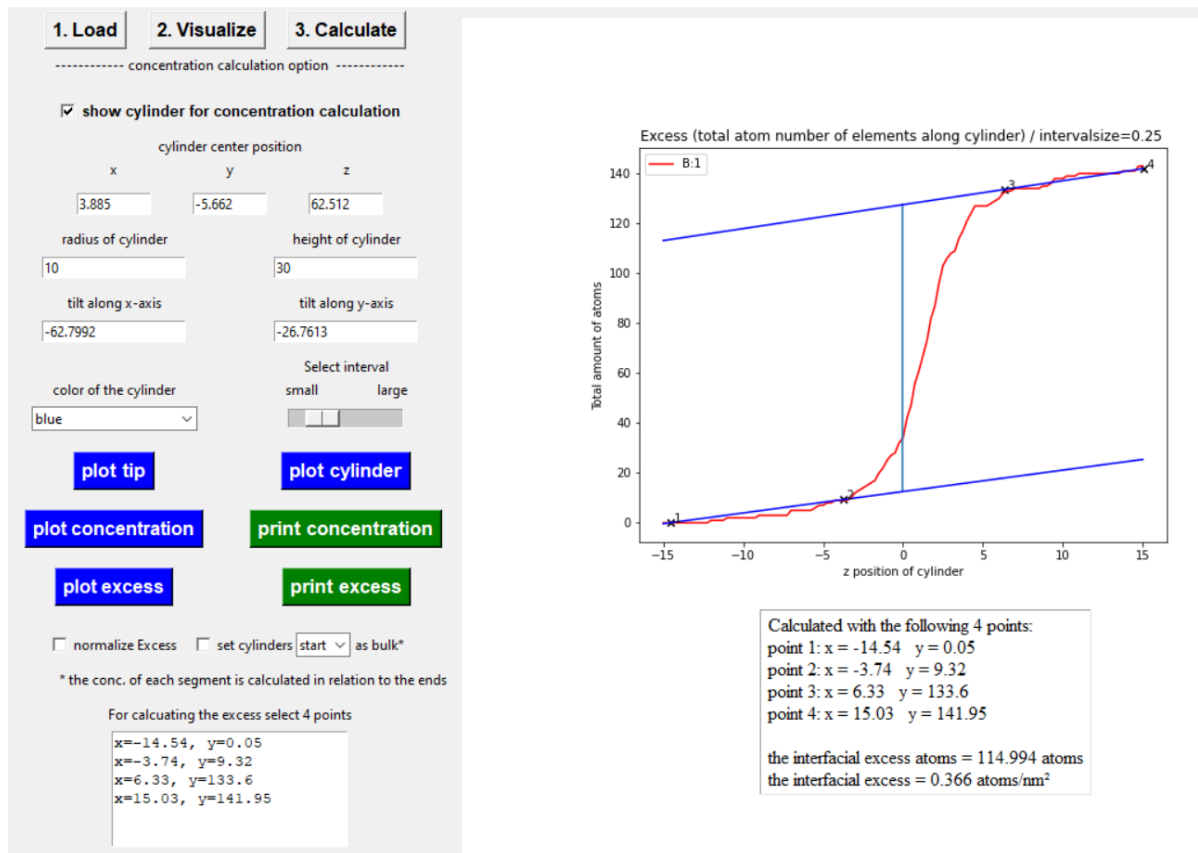 1. Load 2. Visualize 3. Calculate
------------ concentration calculation option ------------
show cylinder for concentration calculation
cylinder center position
x y z
3.885 -5.662 62.512
radius of cylinder height of cylinder
10 30
tilt along x-axis tilt along y-axis
-62.7992 -26.7613
Select interval
color of the cylinder small large
blue
plot tip plot cylinder
plot concentration print concentration
plot excess print excess
normalize Excess set cylinders start as bulk*
* the conc. of each segment is calculated in relation to the ends
For calcuating the excess select 4 points
x=-14.54, y=0.05
x=-3.74, y=9.32
x=6.33, y=133.6
x=15.03, y=141.95
Excess (total atom number of elements along cylinder) / intervalsize=0.25
B:1
Total amount of atoms
140
120
100
80
60
40
20
0
1
2
3
4
−15 −10 −5 0 5 10 15
z position of cylinder
Calculated with the following 4 points:
point 1: x = -14.54 y = 0.05
point 2: x = -3.74 y = 9.32
point 3: x = 6.33 y = 133.6
point 4: x = 15.03 y = 141.95
the interfacial excess atoms = 114.994 atoms
the interfacial excess = 0.366 atoms/nm²